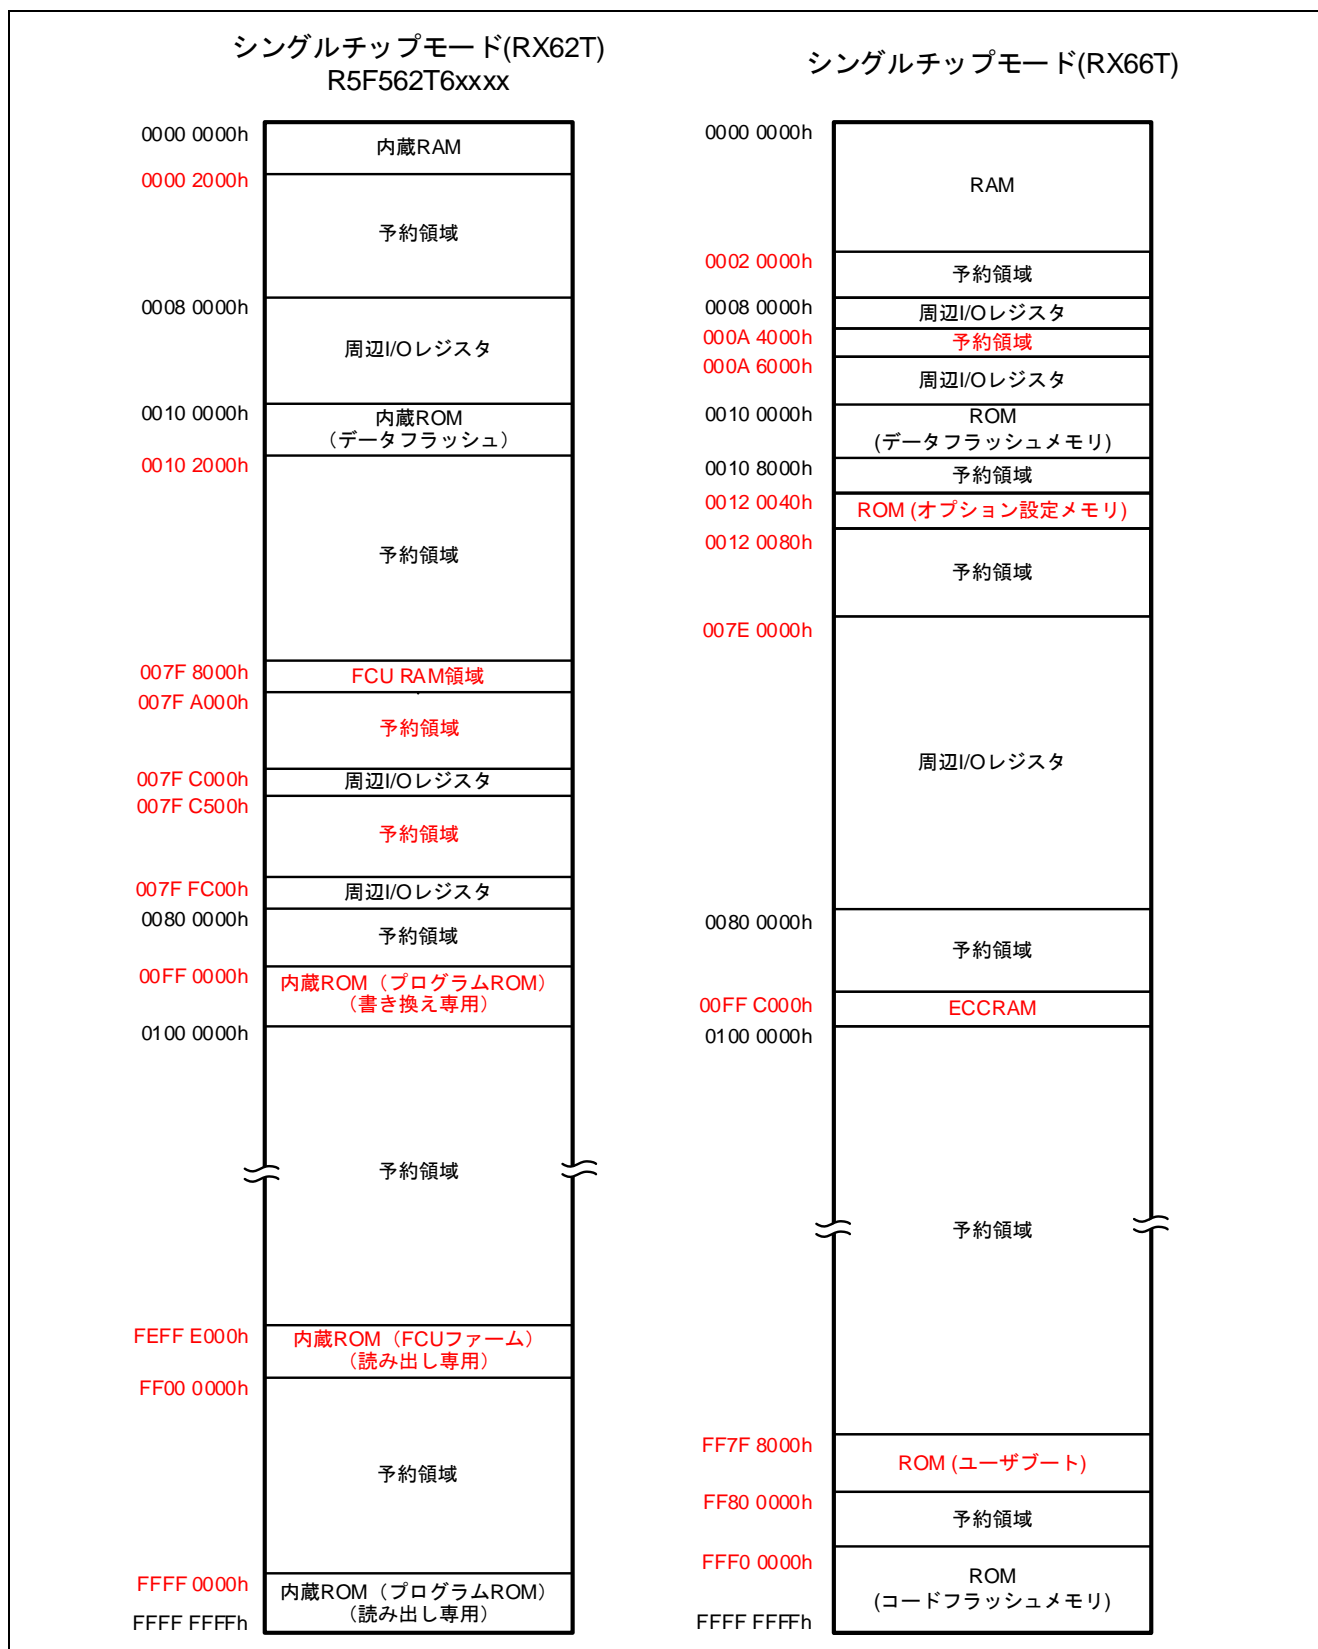 シングルチップモード(RX62T)
R5F562T6xxxx
0000 0000h
内蔵RAM
0000 2000h
予約領域
0008 0000h
周辺I/Oレジスタ
0010 0000h
内蔵ROM
（データフラッシュ）
0010 2000h
予約領域
007F 8000h
FCU RAM領域
007F A000h
予約領域
007F C000h
周辺I/Oレジスタ
007F C500h
予約領域
007F FC00h
周辺I/Oレジスタ
0080 0000h
予約領域
00FF 0000h
内蔵ROM（プログラムROM）
（書き換え専用）
0100 0000h
予約領域
FEFF E000h
内蔵ROM（FCUファーム）
（読み出し専用）
FF00 0000h
予約領域
FFFF 0000h
内蔵ROM（プログラムROM）
（読み出し専用）
FFFF FFFFh
シングルチップモード(RX66T)
0000 0000h
RAM
0002 0000h
予約領域
0008 0000h
周辺I/Oレジスタ
000A 4000h
予約領域
000A 6000h
周辺I/Oレジスタ
0010 0000h
ROM
(データフラッシュメモリ)
0010 8000h
予約領域
0012 0040h
ROM (オプション設定メモリ)
0012 0080h
予約領域
007E 0000h
周辺I/Oレジスタ
0080 0000h
予約領域
00FF C000h
ECCRAM
0100 0000h
予約領域
FF7F 8000h
ROM (ユーザブート)
FF80 0000h
予約領域
FFF0 0000h
ROM
(コードフラッシュメモリ)
FFFF FFFFh